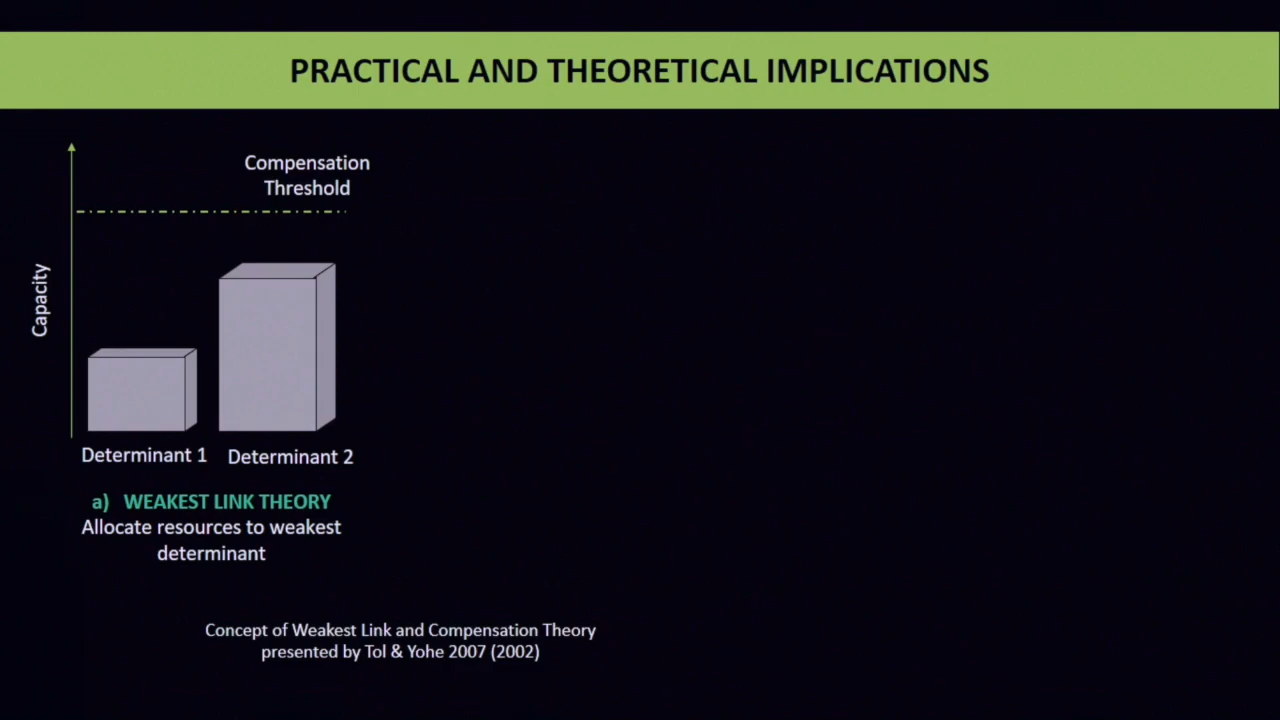 PRACTICAL AND THEORETICAL IMPLICATIONS
Compensation
Threshold
Capacity
Determinant 1
Determinant 2
a) WEAKEST LINK THEORY
Allocate resources to weakest
determinant
Concept of Weakest Link and Compensation Theory
presented by Tol & Yohe 2007 (2002)